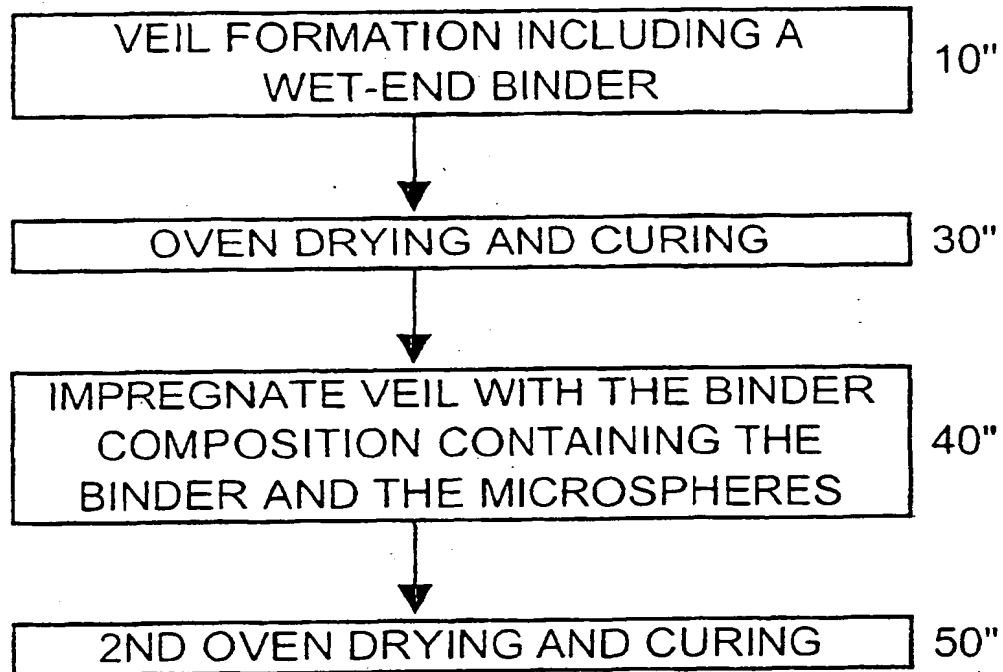 VEIL FORMATION INCLUDING A
WET-END BINDER
10"
OVEN DRYING AND CURING
30"
IMPREGNATE VEIL WITH THE BINDER
COMPOSITION CONTAINING THE
BINDER AND THE MICROSPHERES
40"
2ND OVEN DRYING AND CURING
50"